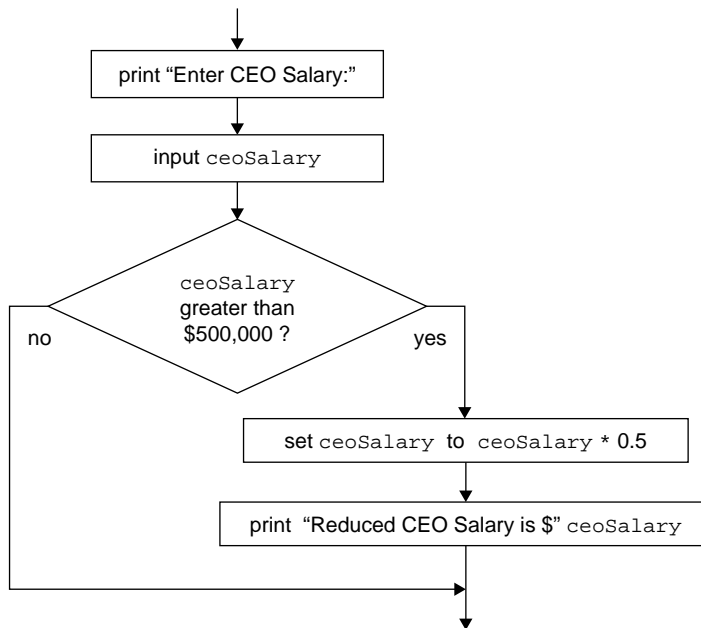 print “Enter CEO Salary:”
input ceoSalary
ceoSalary
greater than
$500,000 ?
no
yes
set ceoSalary to ceoSalary * 0.5
print “Reduced CEO Salary is $” ceoSalary